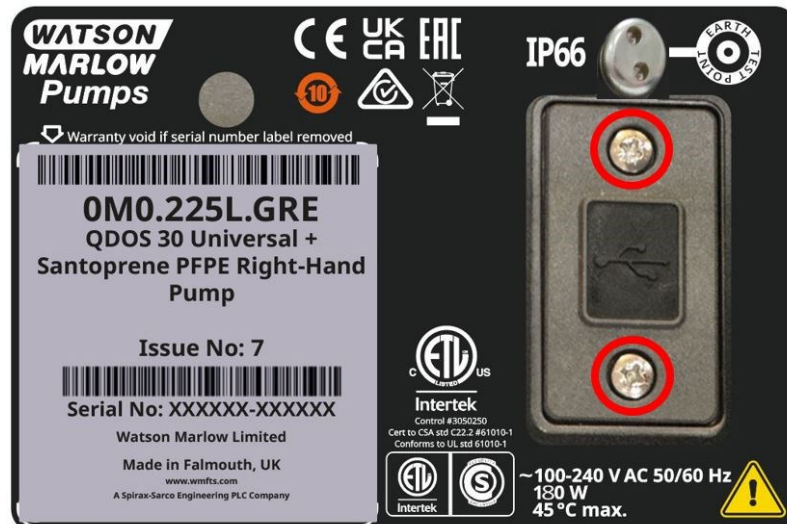 WATSON
MARLOW
Pumps
CE UK
CA EAC
10
Warranty void if serial number label removed
0M0.225L.GRE
QDOS 30 Universal +
Santoprene PFPE Right-Hand
Pump
Issue No: 7
Serial No: XXXXXX-XXXXXX
Watson Marlow Limited
Made in Falmouth, UK
www.wmfts.com
A Spirax-Sarco Engineering PLC Company
IP66
EARTH
TEST POINT
ETL
C US
LISTED
Intertek
Control #3050250
Cert to CSA std C22.2 #61010-1
Conforms to UL std 61010-1
ETL
Intertek
S
~100-240 V AC 50/60 Hz
180 W
45 °C max.